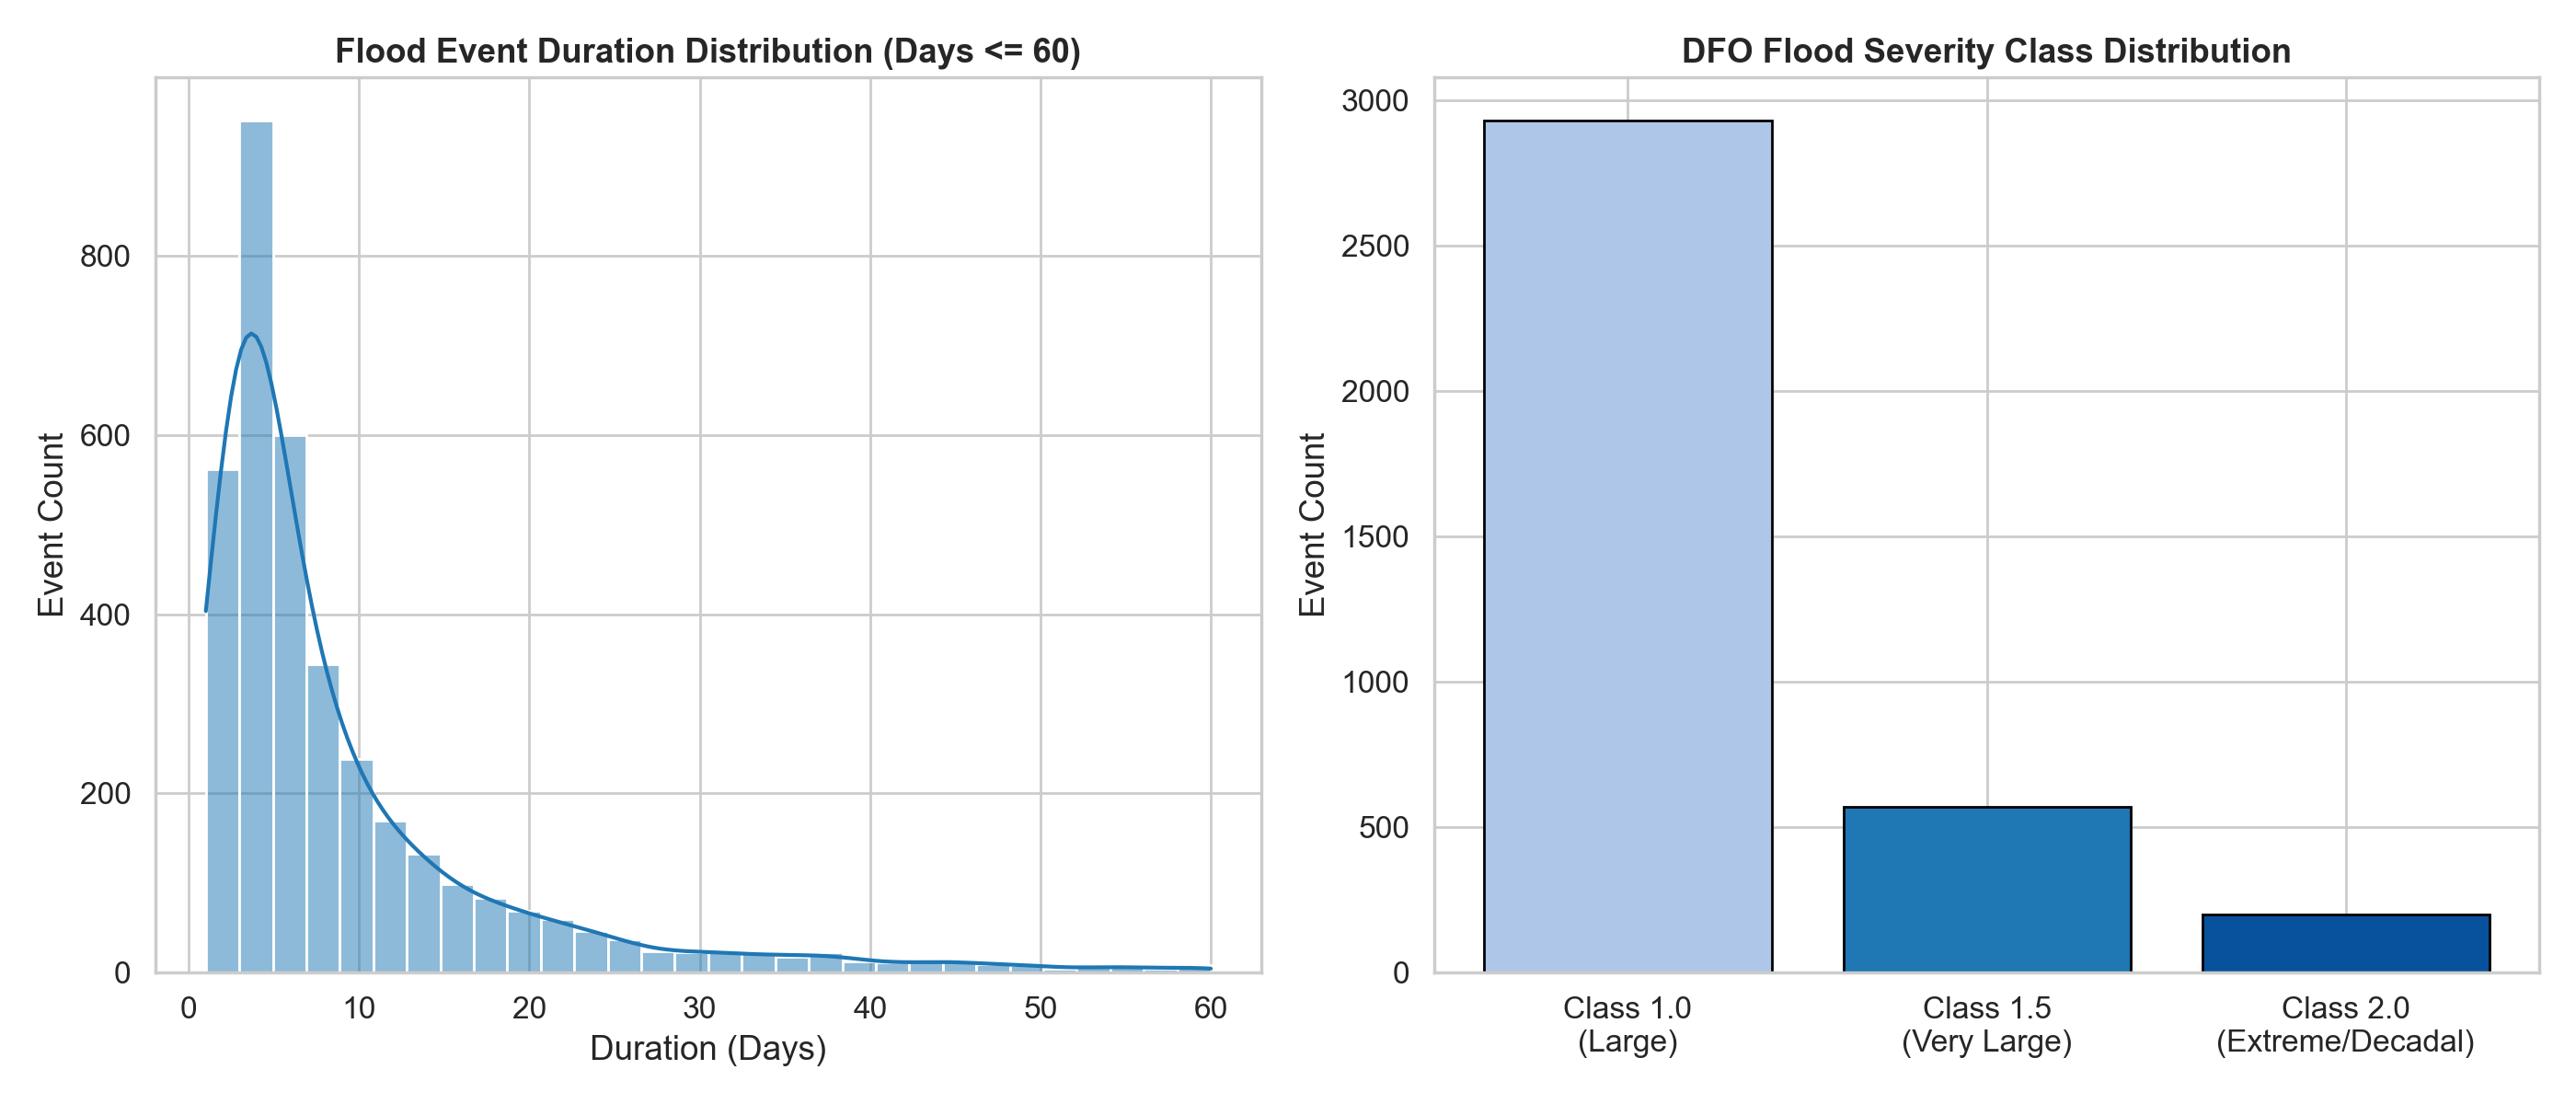 Flood Event Duration Distribution (Days <= 60)
Event Count
800
600
400
200
0
0 10 20 30 40 50 60
Duration (Days)
DFO Flood Severity Class Distribution
Event Count
3000
2500
2000
1500
1000
500
0
Class 1.0
(Large)
Class 1.5
(Very Large)
Class 2.0
(Extreme/Decadal)